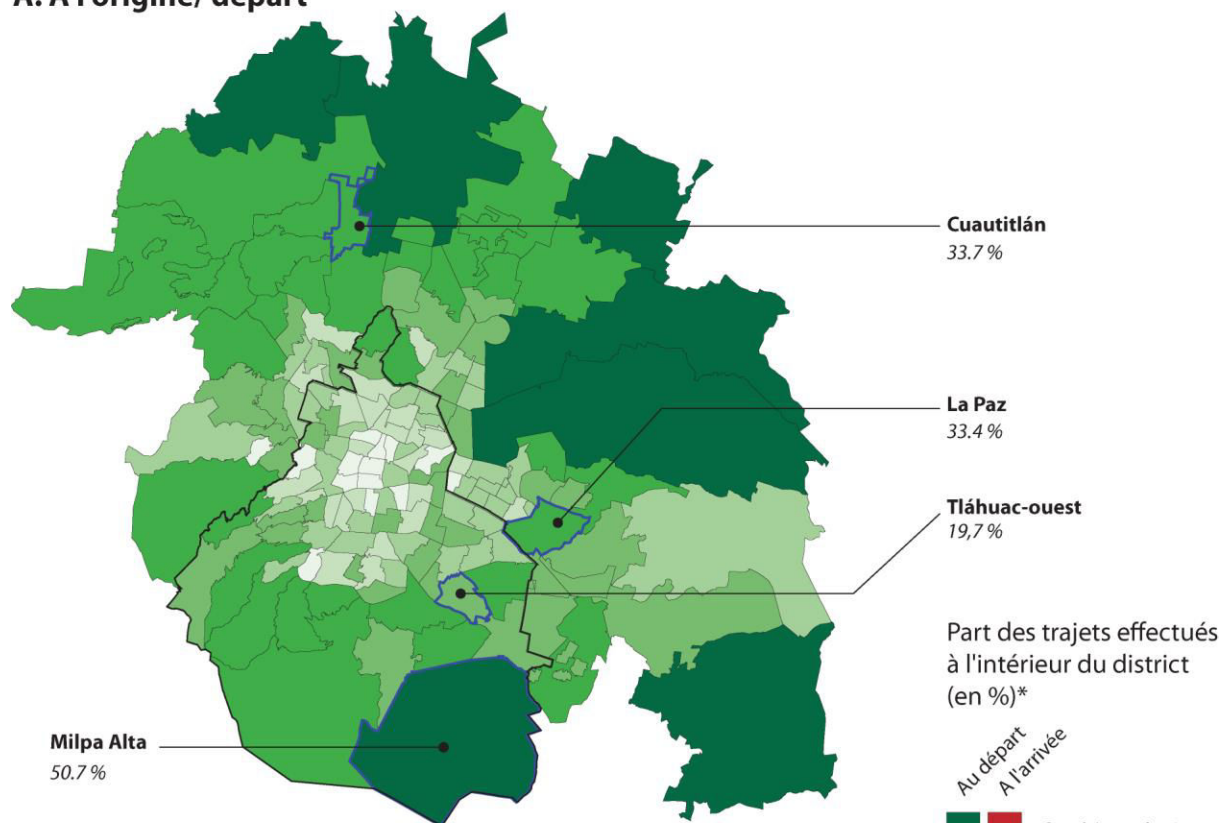 A. A l'origine/ départ
Cuautitlán
33.7 %
La Paz
33.4 %
Tláhuac-ouest
19,7 %
Part des trajets effectués
à l'intérieur du district
(en %)*
Milpa Alta
50.7 %
Au départ
A l'arrivée